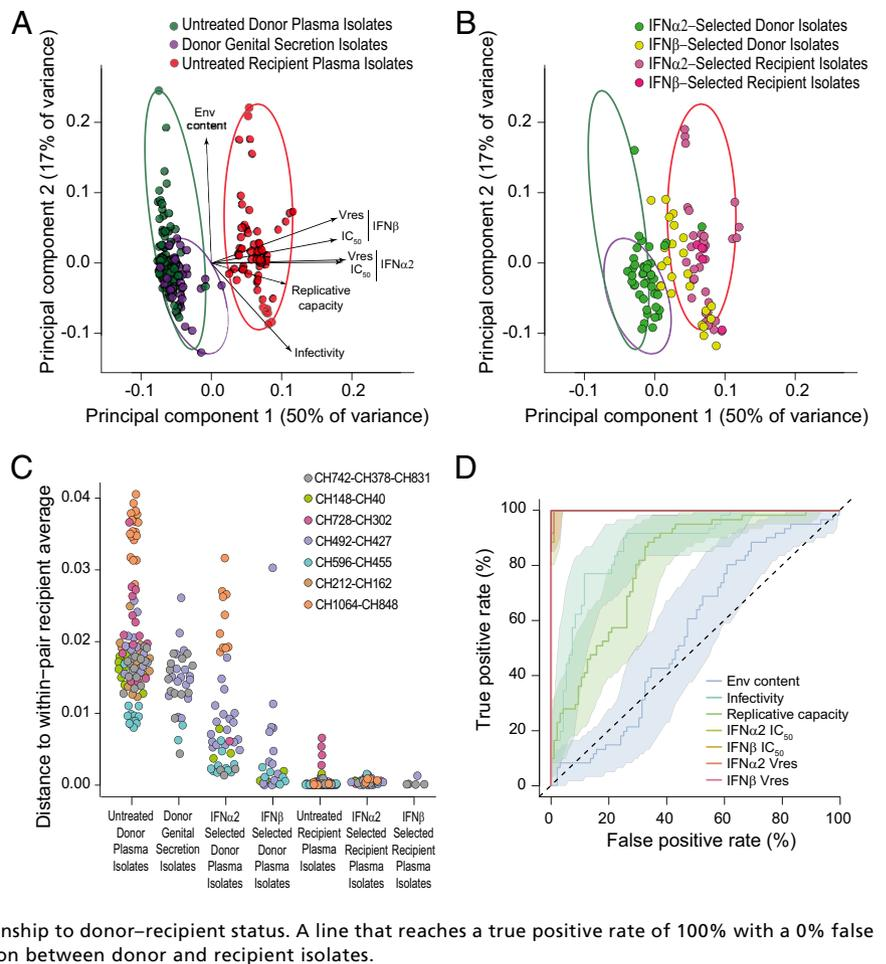 A
Untreated Donor Plasma Isolates
Donor Genital Secretion Isolates
Untreated Recipient Plasma Isolates
Principal component 2 (17% of variance)
0.2
0.1
0.0
-0.1
Env
content
Vres
IC50
IFNβ
Vres
IC50
IFNα2
Replicative
capacity
Infectivity
-0.1
0.0
0.1
0.2
Principal component 1 (50% of variance)
B
IFNα2–Selected Donor Isolates
IFNβ–Selected Donor Isolates
IFNα2–Selected Recipient Isolates
IFNβ–Selected Recipient Isolates
Principal component 2 (17% of variance)
0.2
0.1
0.0
-0.1
-0.1
0.0
0.1
0.2
Principal component 1 (50% of variance)
C
Distance to within–pair recipient average
0.04
0.03
0.02
0.01
0.00
CH742-CH378-CH831
CH148-CH40
CH728-CH302
CH492-CH427
CH596-CH455
CH212-CH162
CH1064-CH848
Untreated
Donor
Plasma
Isolates
Donor
Genital
Secretion
Isolates
IFNα2
Selected
Donor
Plasma
Isolates
IFNβ
Selected
Donor
Plasma
Isolates
Untreated
Recipient
Plasma
Isolates
IFNα2
Selected
Recipient
Plasma
Isolates
IFNβ
Selected
Recipient
Plasma
Isolates
D
True positive rate (%)
100
80
60
40
20
0
Env content
Infectivity
Replicative capacity
IFNα2 IC50
IFNβ IC50
IFNα2 Vres
IFNβ Vres
0
20
40
60
80
100
False positive rate (%)
nship to donor–recipient status. A line that reaches a true positive rate of 100% with a 0% false
on between donor and recipient isolates.